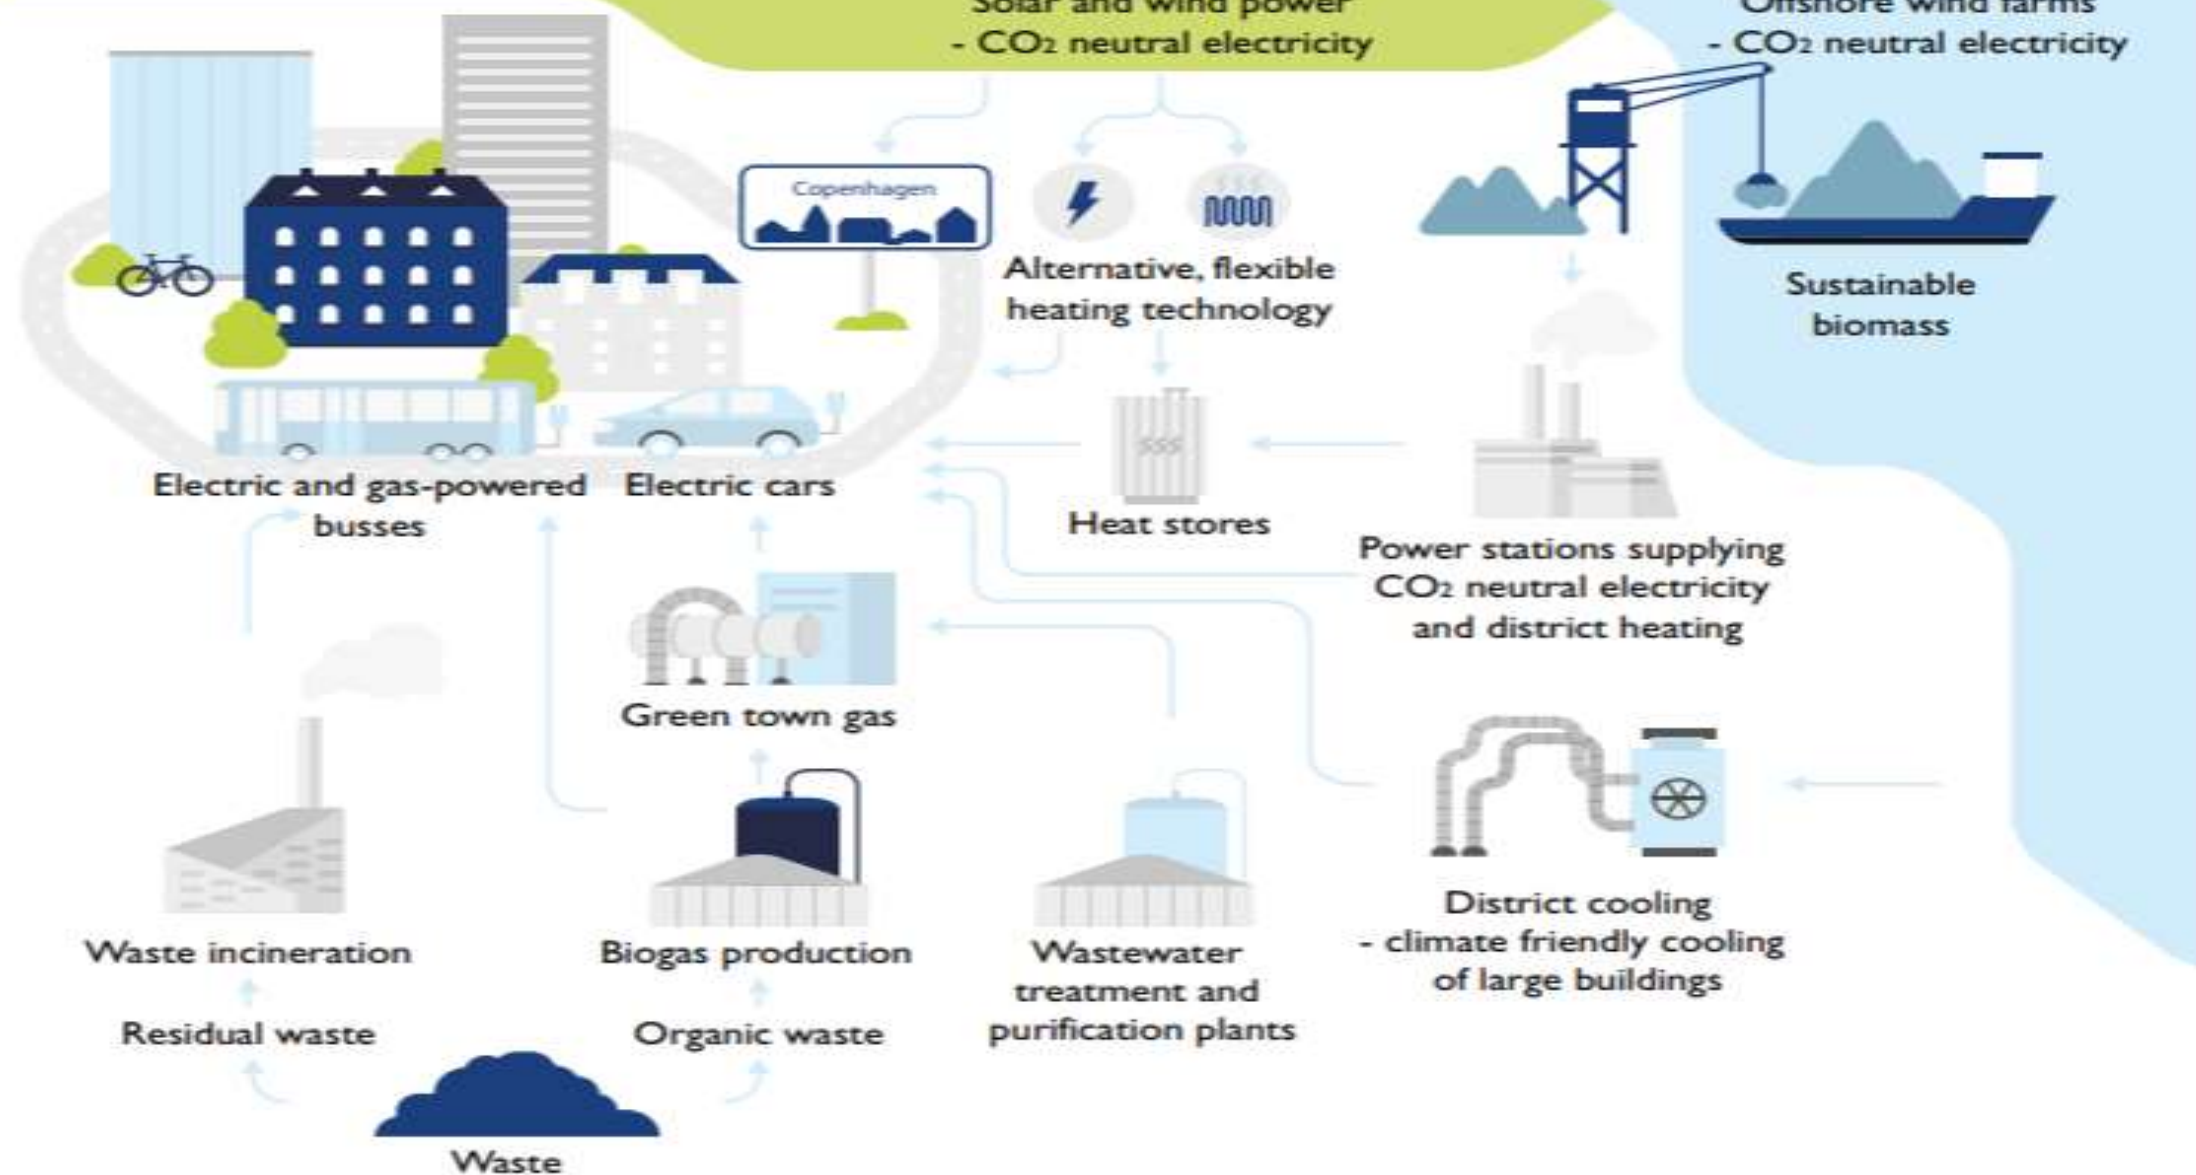 Solar and wind power
- CO2 neutral electricity
Offshore wind farms
- CO2 neutral electricity
Copenhagen
Alternative, flexible
heating technology
Sustainable
biomass
Electric and gas-powered
busses
Electric cars
Heat stores
Power stations supplying
CO2 neutral electricity
and district heating
Green town gas
District cooling
- climate friendly cooling
of large buildings
Waste incineration
Biogas production
Wastewater
treatment and
purification plants
Residual waste
Organic waste
Waste